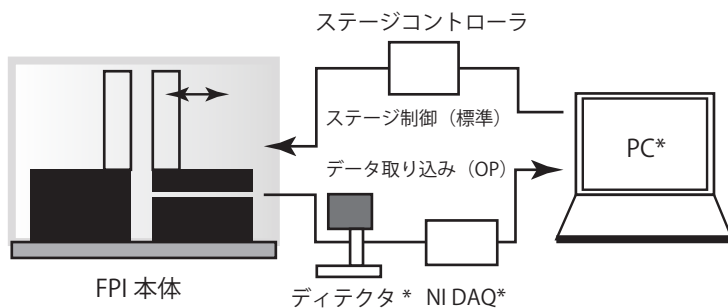 ステージコントローラ
ステージ制御（標準）
データ取り込み（OP）
PC*
FPI 本体
ディテクタ * NI DAQ*